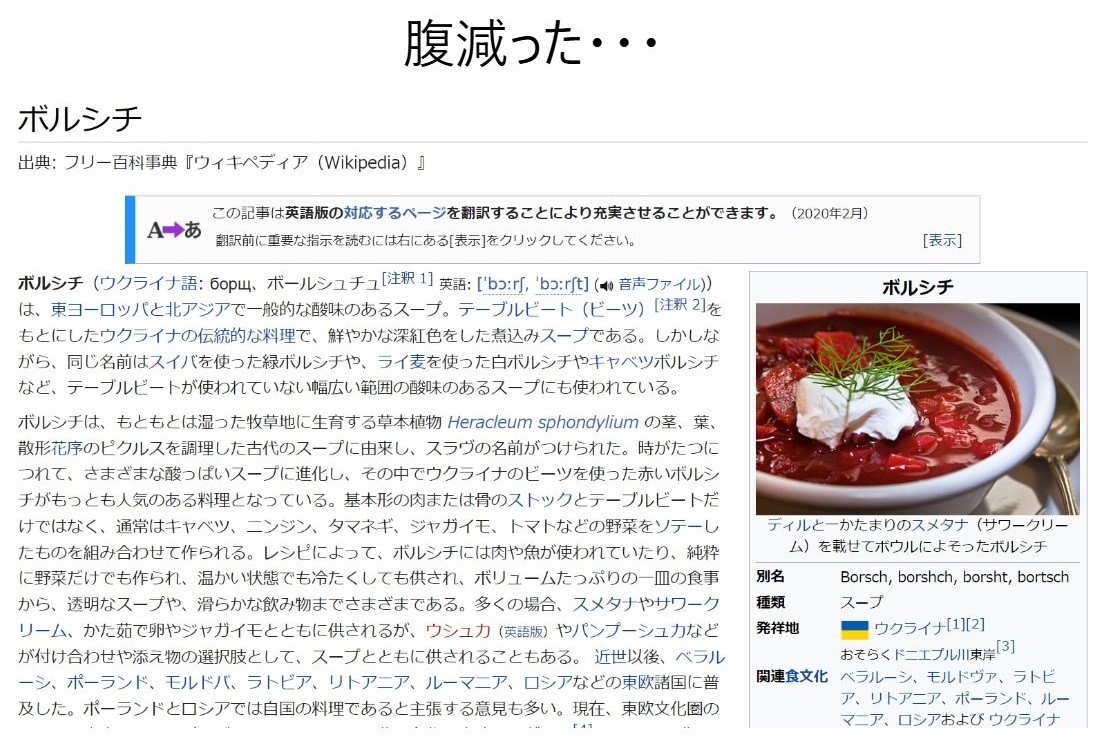 腹減った・・・
ボルシチ
出典: フリー百科事典『ウィキペディア（Wikipedia）』
この記事は英語版の対応するページを翻訳することにより充実させることができます。（2020年2月）
翻訳前に重要な指示を読むには右にある[表示]をクリックしてください。
[表示]
A➡あ
ボルシチ（ウクライナ語: борщ、ボールシュチュ[注釈 1] 英語: [ˈbɔːrʃ, ˈbɔːrʃt] (音声ファイル)）
は、東ヨーロッパと北アジアで一般的な酸味のあるスープ。テーブルビート（ビーツ）[注釈 2]を
もとにしたウクライナの伝統的な料理で、鮮やかな深紅色をした煮込みスープである。しかしな
がら、同じ名前はスイバを使った緑ボルシチや、ライ麦を使った白ボルシチやキャベツボルシチ
など、テーブルビートが使われていない幅広い範囲の酸味のあるスープにも使われている。
ボルシチは、もともとは湿った牧草地に生育する草本植物 Heracleum sphondylium の茎、葉、
散形花序のピクルスを調理した古代のスープに由来し、スラヴの名前がつけられた。時がたつに
つれて、さまざまな酸っぱいスープに進化し、その中でウクライナのビーツを使った赤いボルシ
チがもっとも人気のある料理となっている。基本形の肉または骨のストックとテーブルビートだ
けではなく、通常はキャベツ、ニンジン、タマネギ、ジャガイモ、トマトなどの野菜をソテーし
たものを組み合わせて作られる。レシピによって、ボルシチには肉や魚が使われていたり、純粋
に野菜だけでも作られ、温かい状態でも冷たくしても供され、ボリュームたっぷりの一皿の食事
から、透明なスープや、滑らかな飲み物までさまざまである。多くの場合、スメタナやサワーク
リーム、かた茹で卵やジャガイモとともに供されるが、ウシュカ（英語版）やパンプーシュカなど
が付け合わせや添え物の選択肢として、スープとともに供されることもある。 近世以後、ベラル
ーシ、ポーランド、モルドバ、ラトビア、リトアニア、ルーマニア、ロシアなどの東欧諸国に普
及した。ポーランドとロシアでは自国の料理であると主張する意見も多い。現在、東欧文化圏の
ボルシチ
ディルと一かたまりのスメタナ（サワークリー
ム）を載せてボウルによそったボルシチ
別名 Borsch, borshch, borsht, bortsch
種類 スープ
発祥地 ウクライナ[1][2]
おそらくドニエプル川東岸[3]
関連食文化 ベラルーシ、モルドヴァ、ラトビ
ア、リトアニア、ポーランド、ルー
マニア、ロシアおよび ウクライナ